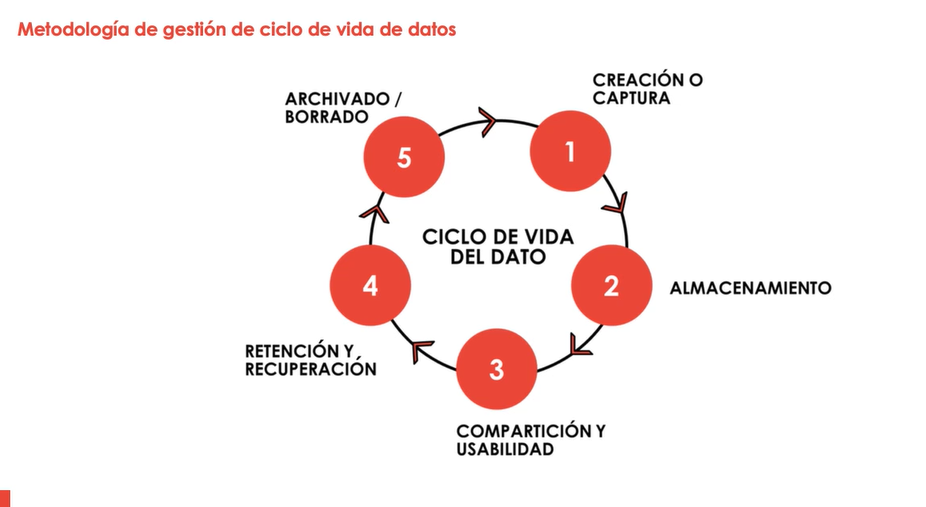 Metodología de gestión de ciclo de vida de datos
CREACIÓN O
CAPTURA
1
ALMACENAMIENTO
2
COMPARTICIÓN Y
USABILIDAD
3
RETENCIÓN Y
RECUPERACIÓN
4
ARCHIVADO /
BORRADO
5
CICLO DE VIDA
DEL DATO